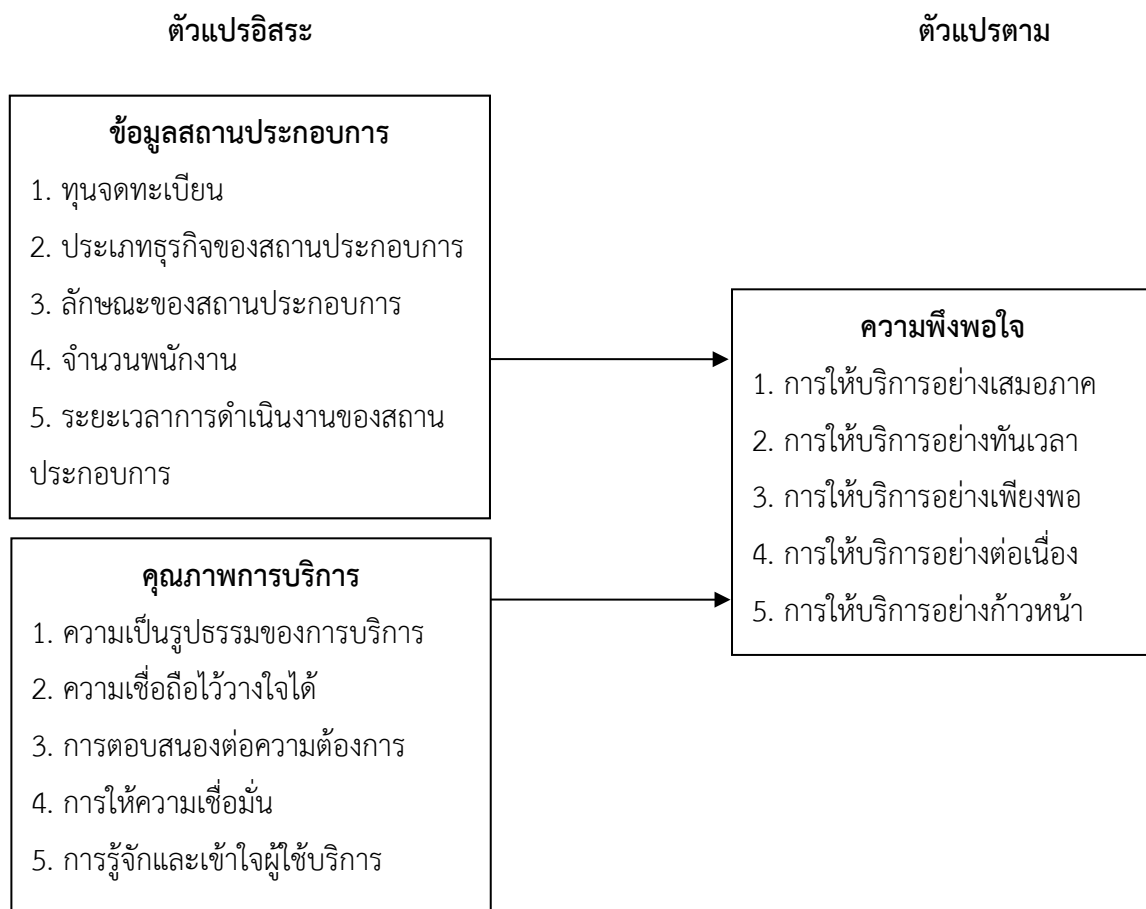 ตัวแปรอิสระ
ตัวแปรตาม
ข้อมูลสถานประกอบการ
1. ทุนจดทะเบียน
2. ประเภทธุรกิจของสถานประกอบการ
3. ลักษณะของสถานประกอบการ
4. จำนวนพนักงาน
5. ระยะเวลาการดำเนินงานของสถาน
ประกอบการ
คุณภาพการบริการ
1. ความเป็นรูปธรรมของการบริการ
2. ความเชื่อถือไว้วางใจได้
3. การตอบสนองต่อความต้องการ
4. การให้ความเชื่อมั่น
5. การรู้จักและเข้าใจผู้ใช้บริการ
ความพึงพอใจ
1. การให้บริการอย่างเสมอภาค
2. การให้บริการอย่างทันเวลา
3. การให้บริการอย่างเพียงพอ
4. การให้บริการอย่างต่อเนื่อง
5. การให้บริการอย่างก้าวหน้า